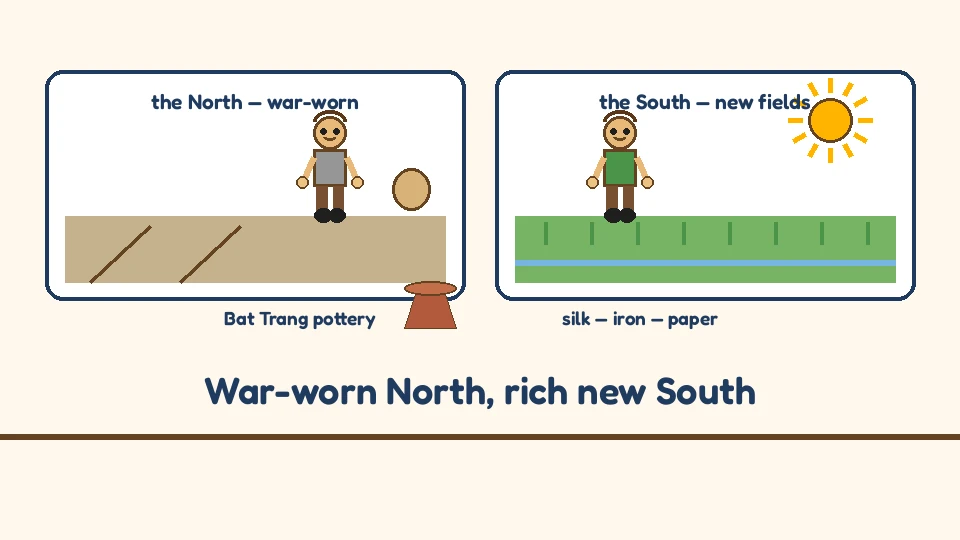 the North — war-worn
the South — new fields
Bat Trang pottery
silk — iron — paper
War-worn North, rich new South